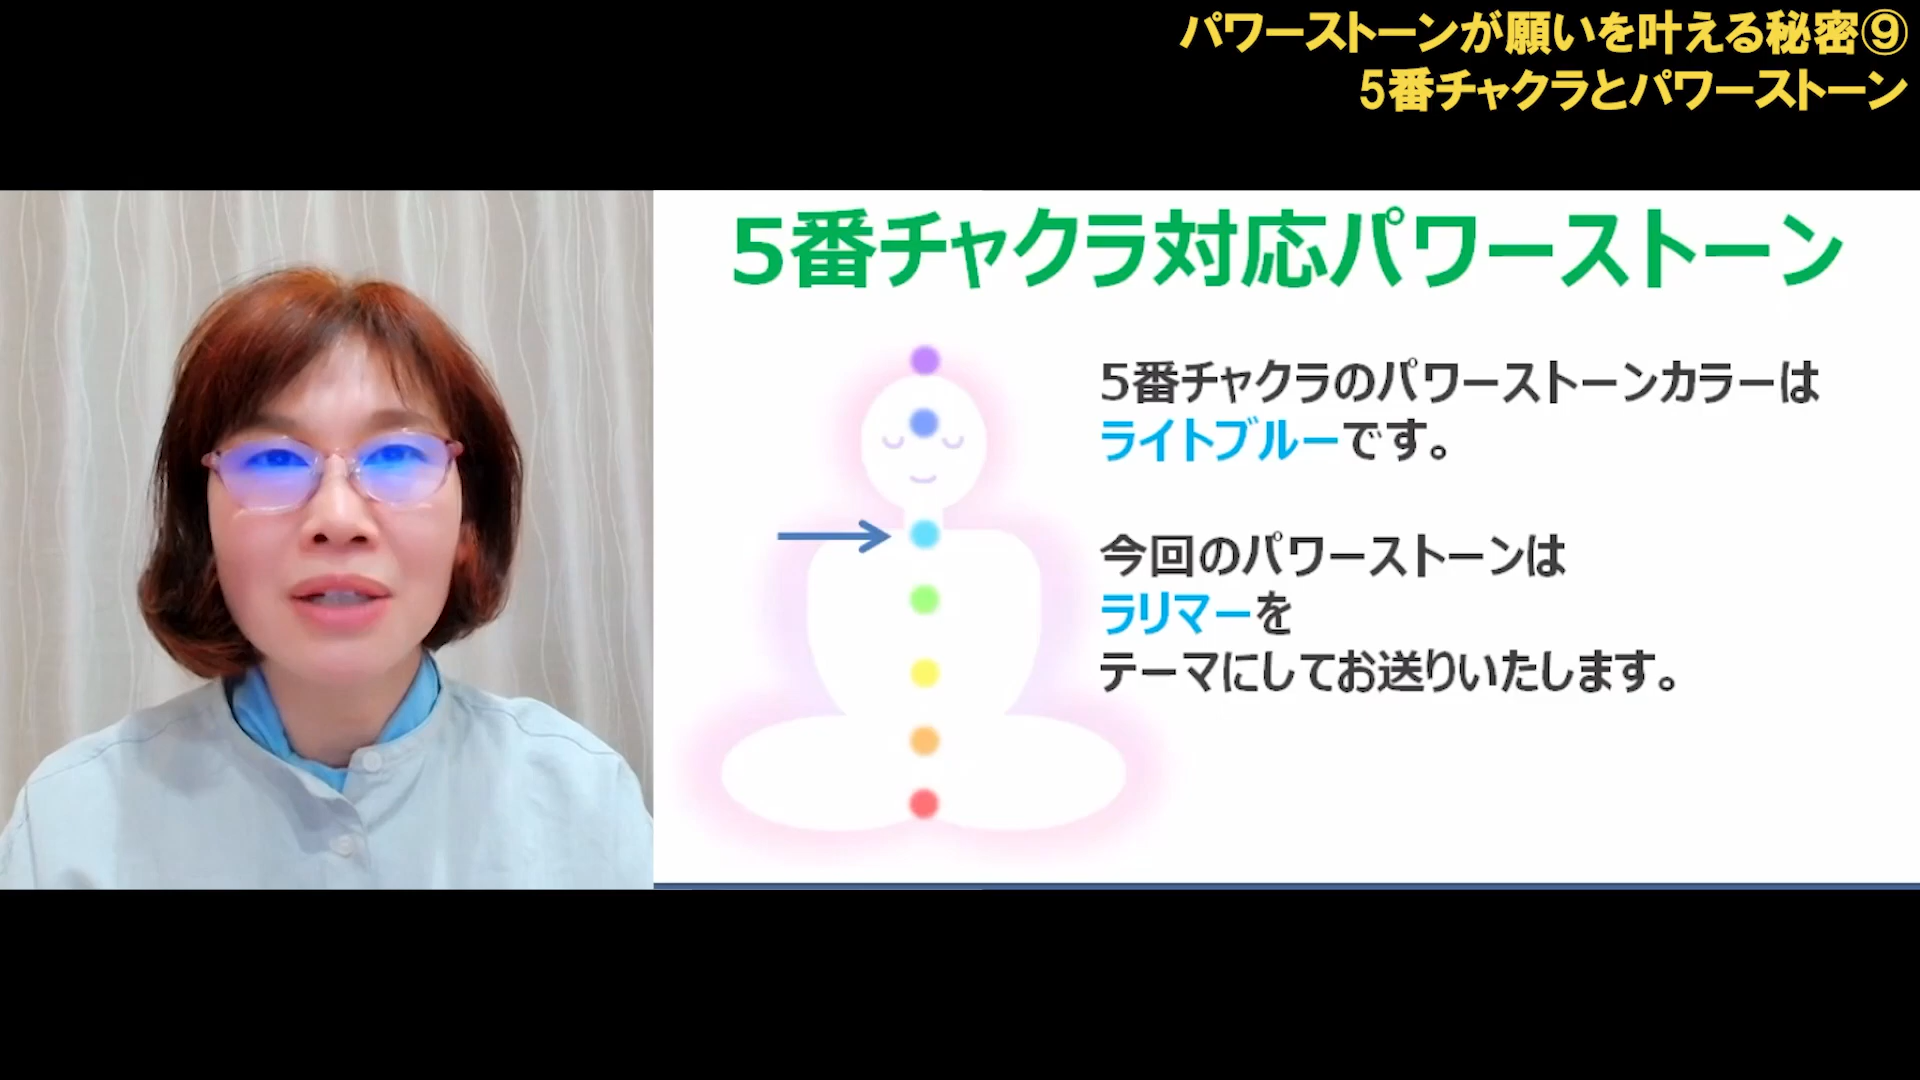 パワーストーンが願いを叶える秘密⑨
5番チャクラとパワーストーン
5番チャクラ対応パワーストーン
5番チャクラのパワーストーンカラーは
ライトブルーです。
今回のパワーストーンは
ラリマーを
テーマにしてお送りいたします。